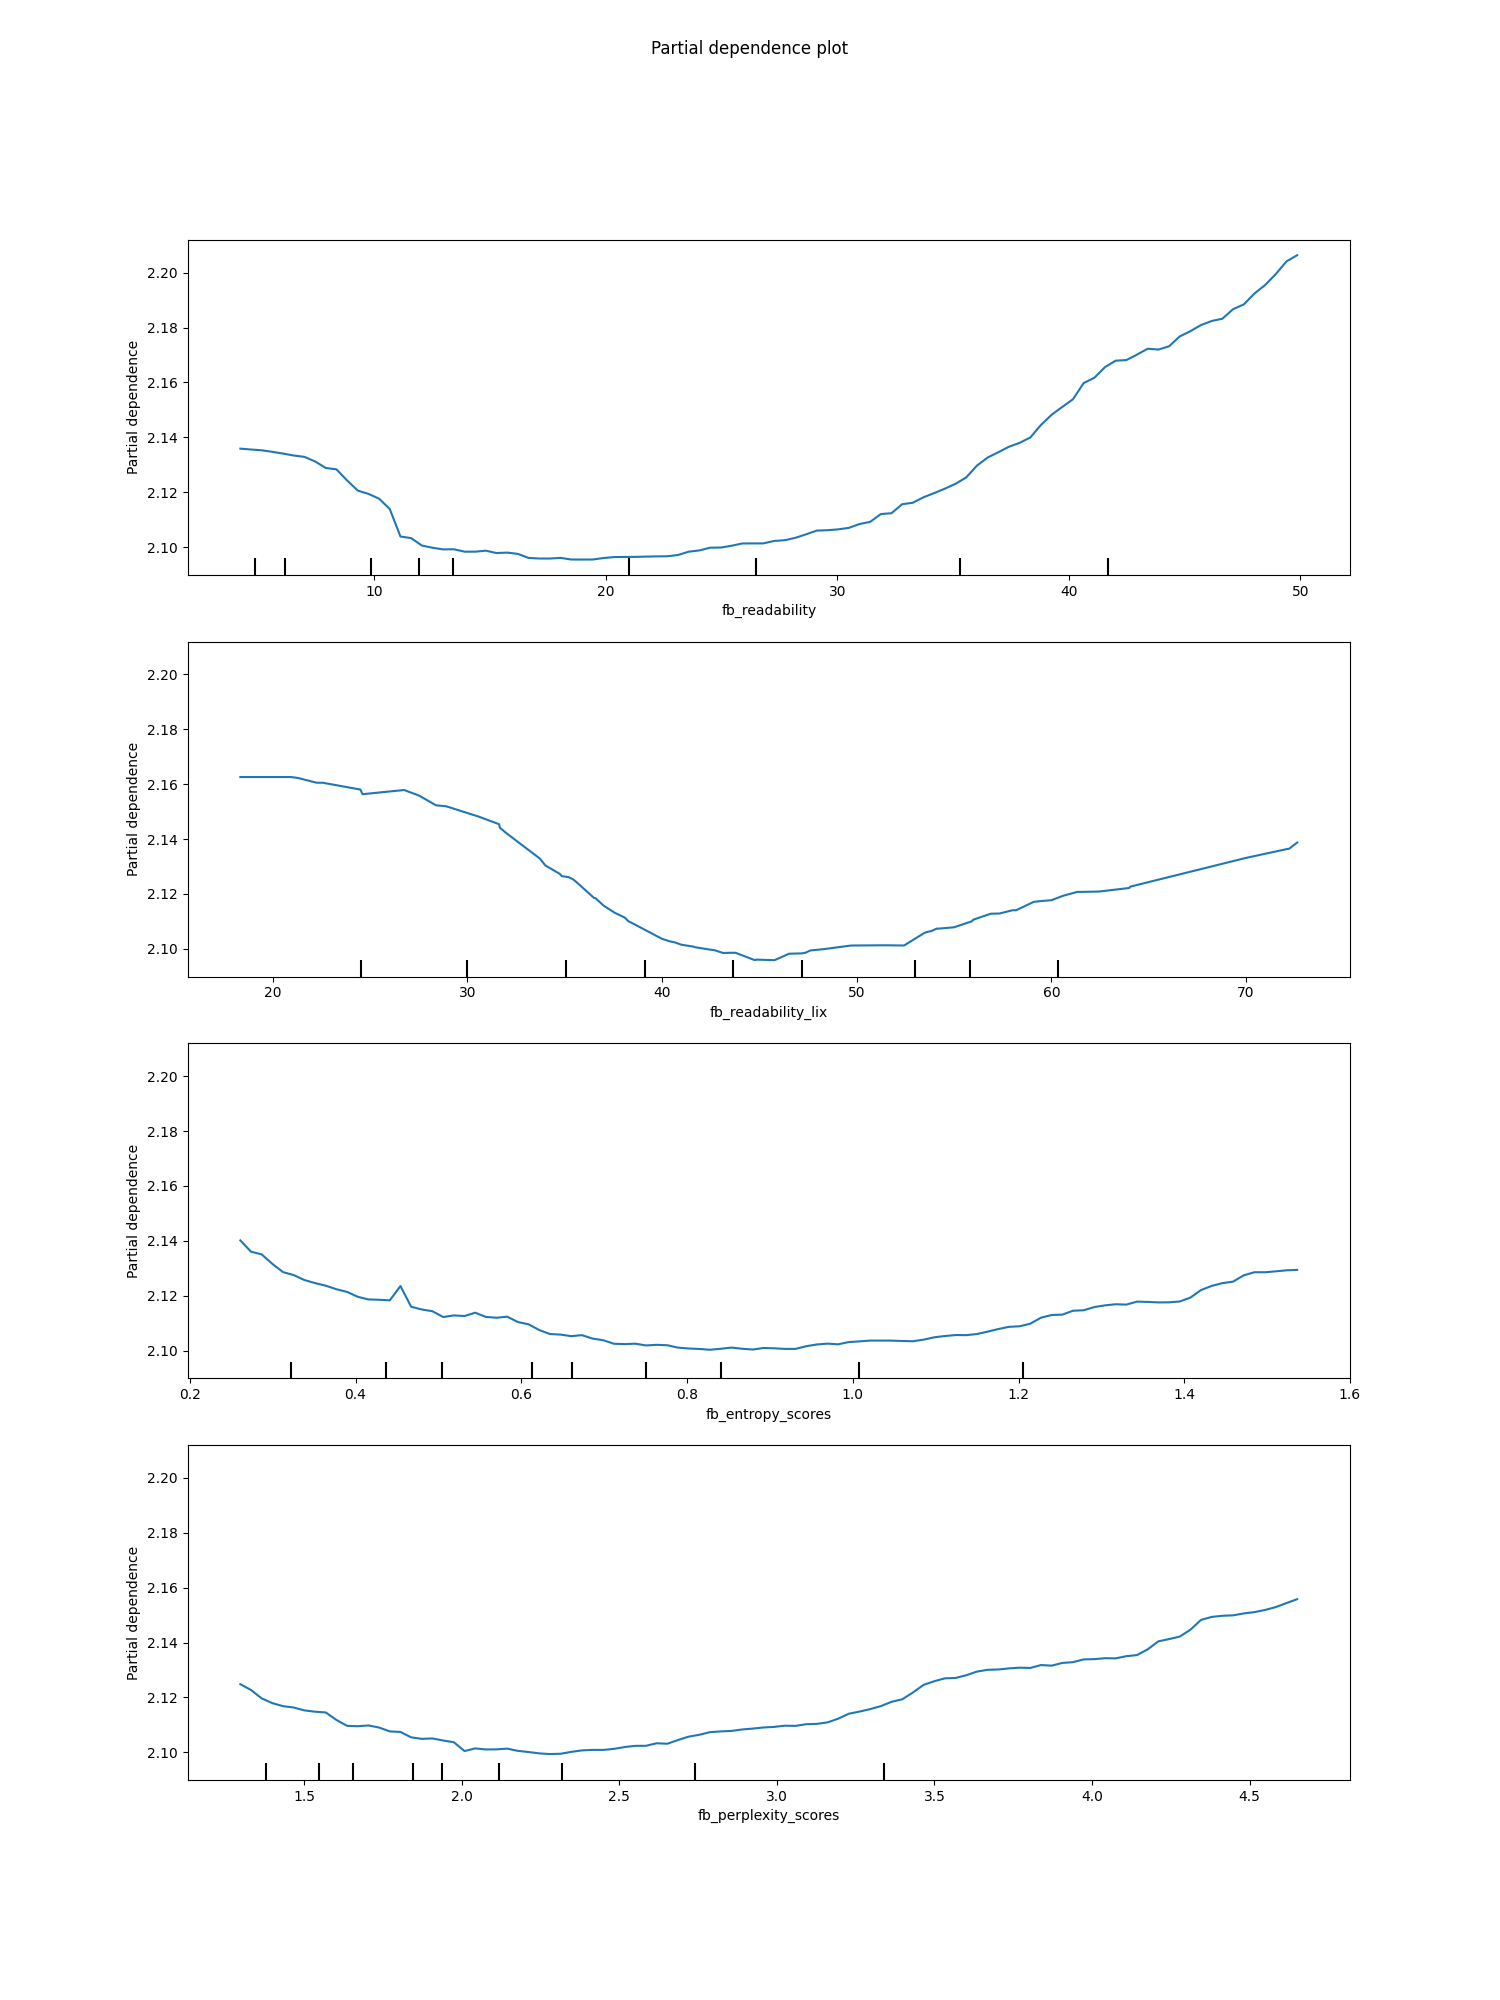 Partial dependence plot
2.20
2.18
2.16
2.14
2.12
2.10
Partial dependence
10 20 30 40 50
fb_readability
2.20
2.18
2.16
2.14
2.12
2.10
Partial dependence
20 30 40 50 60 70
fb_readability_lix
2.20
2.18
2.16
2.14
2.12
2.10
Partial dependence
0.2 0.4 0.6 0.8 1.0 1.2 1.4 1.6
fb_entropy_scores
2.20
2.18
2.16
2.14
2.12
2.10
Partial dependence
1.5 2.0 2.5 3.0 3.5 4.0 4.5
fb_perplexity_scores